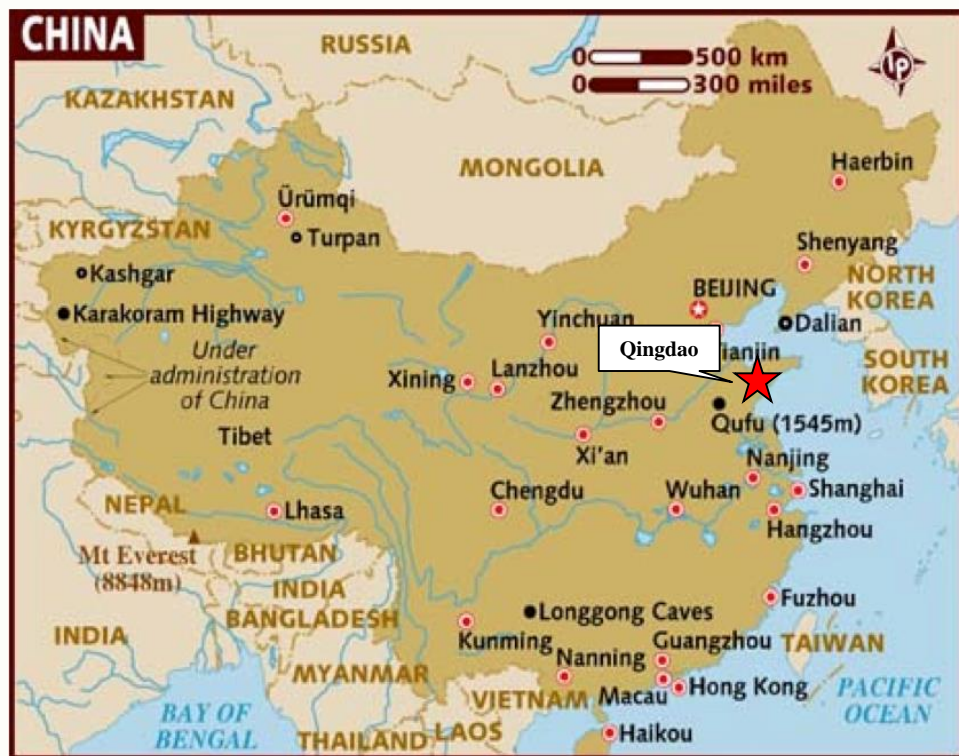 CHINA
RUSSIA
0 500 km
0 300 miles
lp
KAZAKHSTAN
MONGOLIA
Haerbin
Ürümqi
KYRGYZSTAN
Turpan
Shenyang
Kashgar
NORTH
KOREA
BEIJING
Karakoram Highway
Yinchuan
Dalian
Qingdao
ianjin
Under
administration
of China
SOUTH
KOREA
Xining
Lanzhou
Zhengzhou
Qufu (1545m)
Tibet
Xi'an
Nanjing
Chengdu
Wuhan
Shanghai
NEPAL
Lhasa
Hangzhou
Mt Everest
(8848m)
BHUTAN
INDIA
BANGLADESH
Longgong Caves
Fuzhou
INDIA
Kunming
Guangzhou
TAIWAN
MYANMAR
Nanning
VIETNAM
Macau
Hong Kong
PACIFIC
OCEAN
BAY OF
BENGAL
LAOS
THAILAND
Haikou